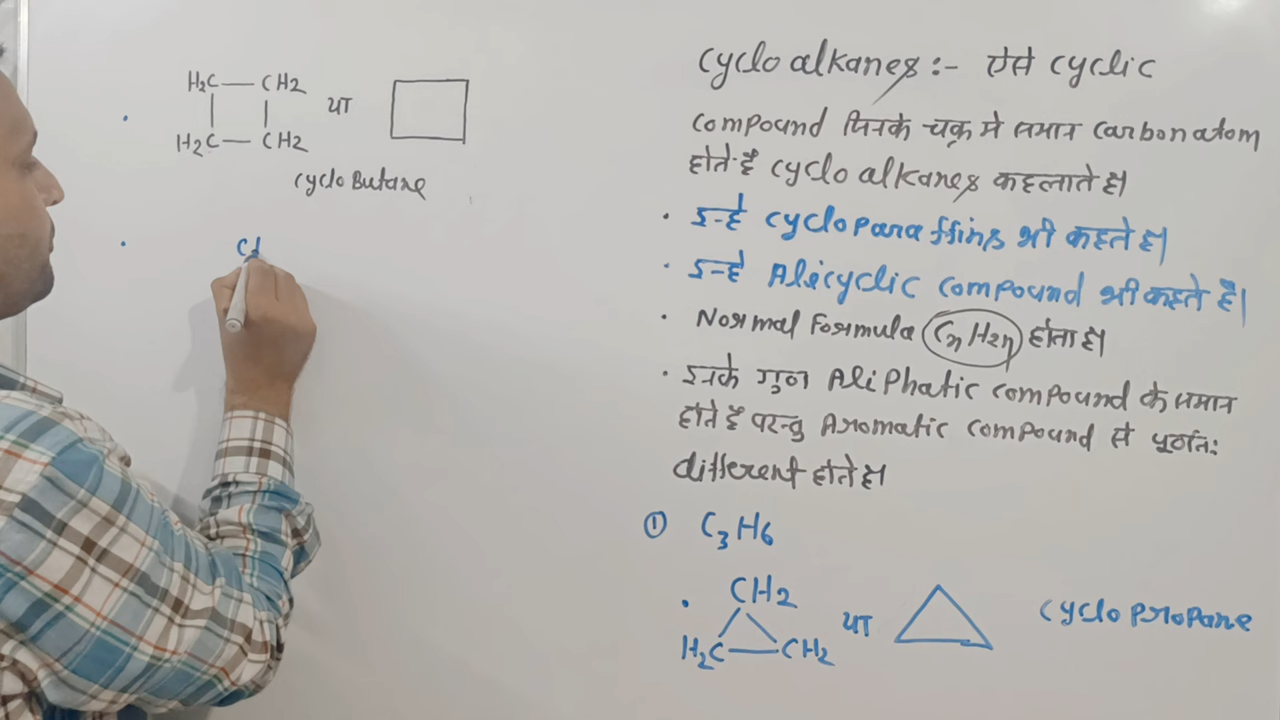 H₂C — CH2
या
H₂C — CH2
Cyclo Butane
Cyclo alkanes :- ऐसे cyclic
compound जिनके चक्र मे समान carbon atom
होते है cyclo alkanes कहलाते है।
· इन्हे cycloparaffins भी कहते है।
· इन्हे Alicyclic compound भी कहते है।
· Normal Formula CnH2n होता है।
· इनके गुण Aliphatic compound के समान
होते है परन्तु Aromatic compound से पूर्णतः
different होते है।
① C₃H₆
CH2
या
Cyclo propane
H₂C — CH2